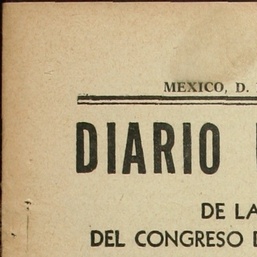 MEXICO, D.
DIARIO
DE LA
DEL CONGRESO D